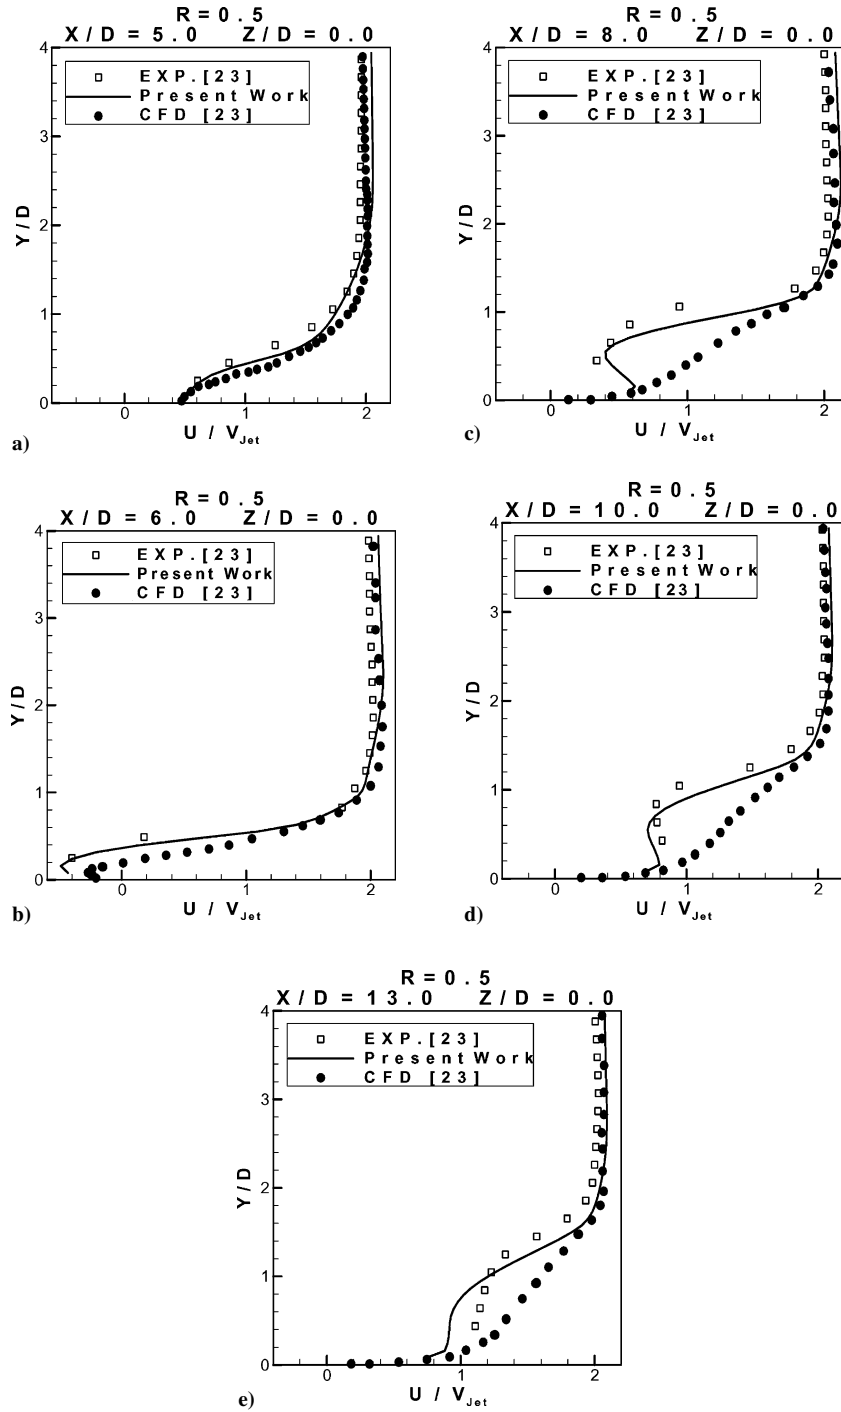 R = 0 . 5
X / D = 5 . 0 Z / D = 0 . 0
4
3
2
1
0
Y / D
EXP.[23]
Present Work
CFD [23]
0 1 2
U / VJet
a)
R = 0 . 5
X / D = 8 . 0 Z / D = 0 . 0
4
3
2
1
0
Y / D
EXP.[23]
Present Work
CFD [23]
0 1 2
U / VJet
c)
R = 0 . 5
X / D = 6 . 0 Z / D = 0 . 0
4
3
2
1
0
Y / D
EXP.[23]
Present Work
CFD [23]
0 1 2
U / VJet
b)
R = 0 . 5
X / D = 10 . 0 Z / D = 0 . 0
4
3
2
1
0
Y / D
EXP.[23]
Present Work
CFD [23]
0 1 2
U / VJet
d)
R = 0 . 5
X / D = 13 . 0 Z / D = 0 . 0
4
3
2
1
0
Y / D
EXP.[23]
Present Work
CFD [23]
0 1 2
U / VJet
e)